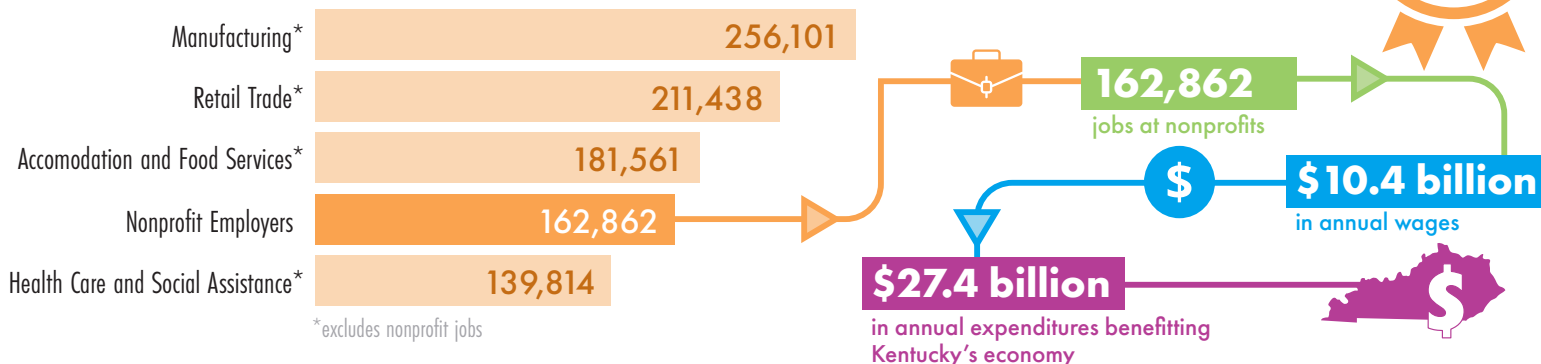 Manufacturing*
256,101
Retail Trade*
211,438
Accomodation and Food Services*
181,561
Nonprofit Employers
162,862
Health Care and Social Assistance*
139,814
*excludes nonprofit jobs
162,862
jobs at nonprofits
$
$10.4 billion
in annual wages
$27.4 billion
in annual expenditures benefitting
Kentucky's economy
$